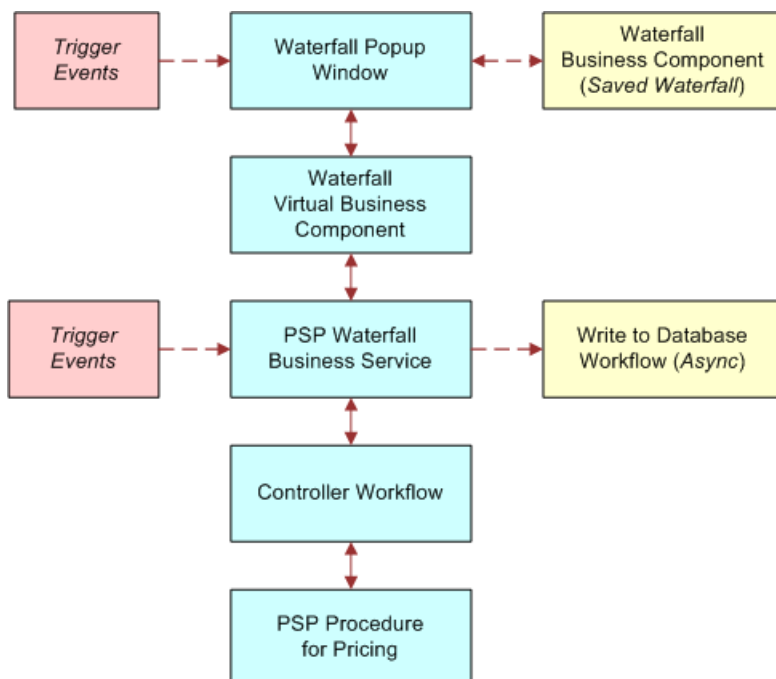 Trigger
Events
Waterfall Popup
Window
Waterfall
Business Component
(Saved Waterfall)
Waterfall
Virtual Business
Component
Trigger
Events
PSP Waterfall
Business Service
Write to Database
Workflow (Async)
Controller Workflow
PSP Procedure
for Pricing